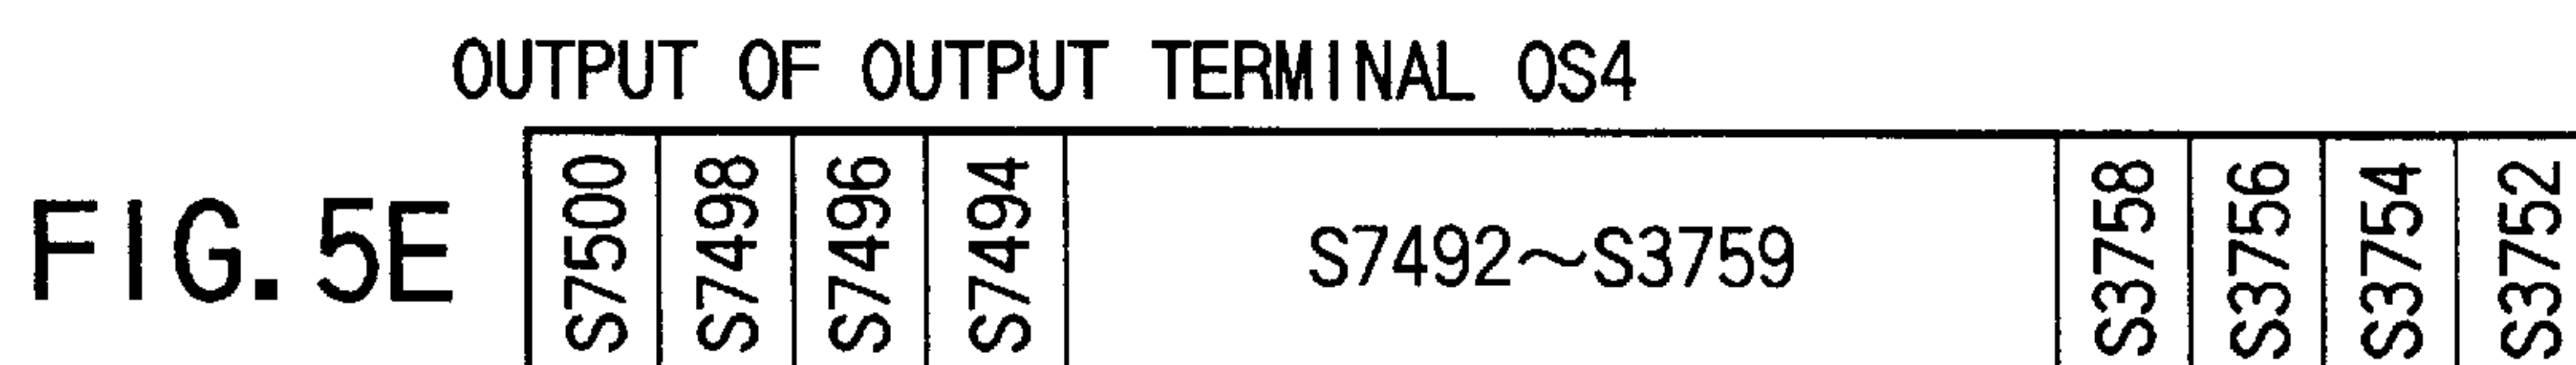 OUTPUT OF OUTPUT TERMINAL OS4
FIG. 5E
S7500
S7498
S7496
S7494
S7492~S3759
S3758
S3756
S3754
S3752